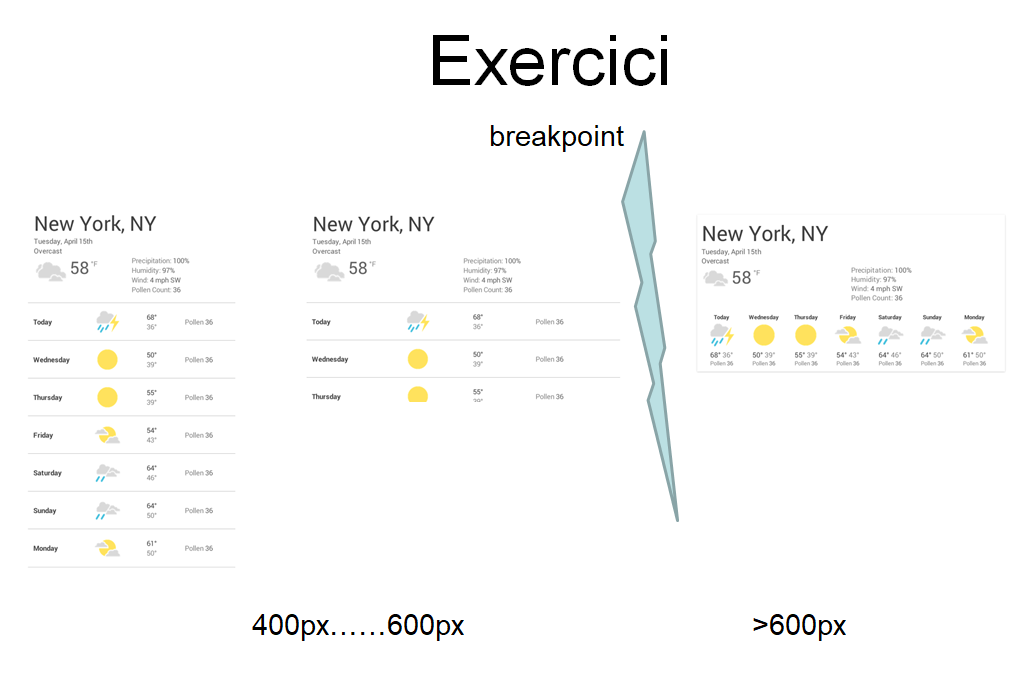 Exercici
breakpoint
New York, NY
Tuesday, April 15th
Overcast
58 °F
Precipitation: 100%
Humidity: 97%
Wind: 4 mph SW
Pollen Count: 36
Today 68° 36° Pollen 36
Wednesday 50° 39° Pollen 36
Thursday 55° 39° Pollen 36
Friday 54° 43° Pollen 36
Saturday 64° 46° Pollen 36
Sunday 64° 50° Pollen 36
Monday 61° 50° Pollen 36
New York, NY
Tuesday, April 15th
Overcast
58 °F
Precipitation: 100%
Humidity: 97%
Wind: 4 mph SW
Pollen Count: 36
Today 68° 36° Pollen 36
Wednesday 50° 39° Pollen 36
Thursday 55° 39° Pollen 36
New York, NY
Tuesday, April 15th
Overcast
58 °F
Precipitation: 100%
Humidity: 97%
Wind: 4 mph SW
Pollen Count: 36
Today Wednesday Thursday Friday Saturday Sunday Monday
68° 36° 50° 39° 55° 39° 54° 43° 64° 46° 64° 50° 61° 50°
Pollen 36 Pollen 36 Pollen 36 Pollen 36 Pollen 36 Pollen 36 Pollen 36
400px……600px
>600px